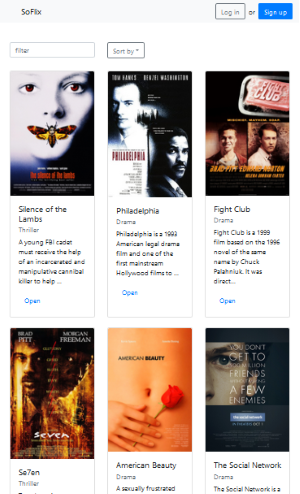 SoFlix
Log in or Sign up
filter
Sort by
TOM HANKS DENZEL WASHINGTON
the silence of the lambs
PHILADELPHIA
FIGHT CLUB
BRAD PITT EDWARD NORTON
Silence of the
Lambs
Thriller
A young FBI cadet
must receive the help
of an incarcerated and
manipulative cannibal
killer to help ...
Open
Philadelphia
Drama
Philadelphia is a 1993
American legal drama
film and one of the
first mainstream
Hollywood films to ...
Open
Fight Club
Drama
Fight Club is a 1999
film based on the 1996
novel of the same
name by Chuck
Palahniuk. It was
direct...
Open
BRAD PITT
MORGAN FREEMAN
SEVEN
AMERICAN BEAUTY
YOU DON'T
GET TO
500 MILLION
FRIENDS
WITHOUT MAKING
A FEW
ENEMIES
the social network
Se7en
Thriller
American Beauty
Drama
A sexually frustrated
The Social Network
Drama
The Social Network is a